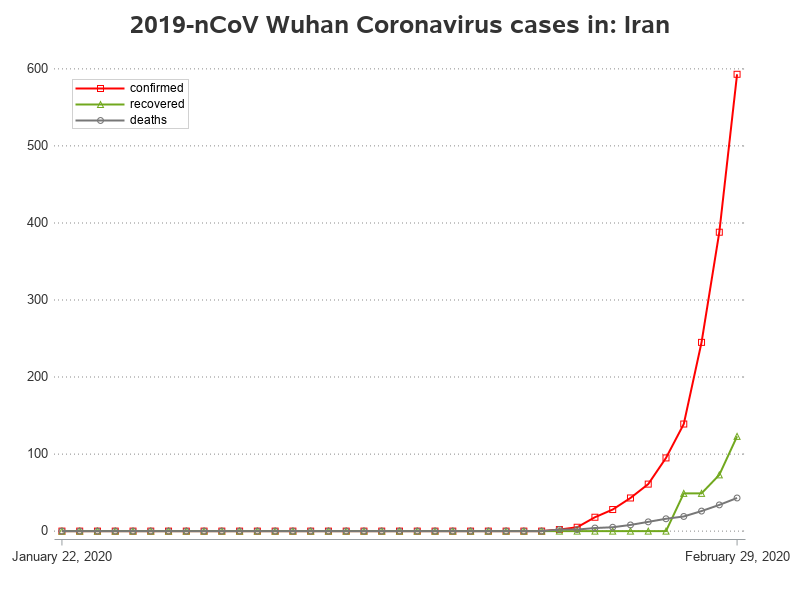 2019-nCoV Wuhan Coronavirus cases in: Iran
600
confirmed
recovered
deaths
500
400
300
200
100
0
January 22, 2020
February 29, 2020